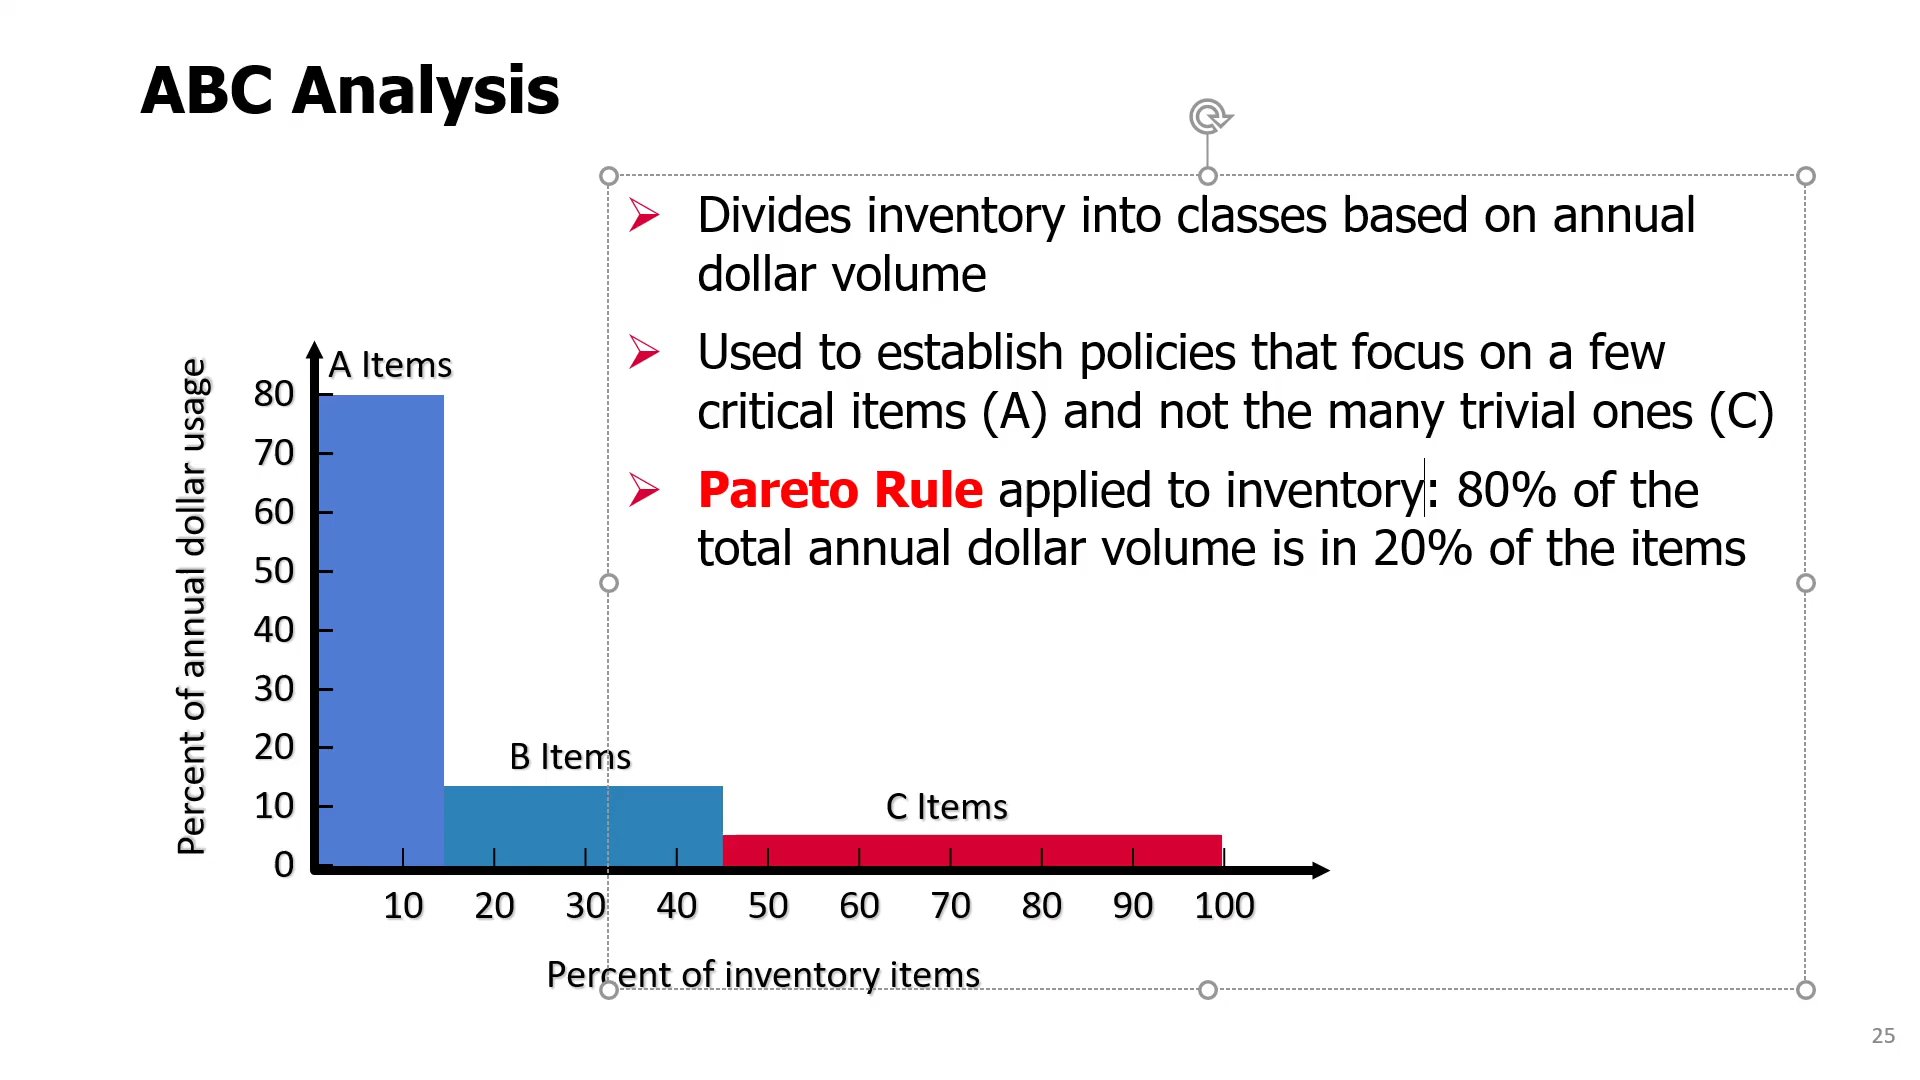 ABC Analysis
Divides inventory into classes based on annual
dollar volume
Used to establish policies that focus on a few
critical items (A) and not the many trivial ones (C)
Pareto Rule applied to inventory: 80% of the
total annual dollar volume is in 20% of the items
Percent of annual dollar usage
A Items
80
70
60
50
40
30
20
10
0
B Items
C Items
10 20 30 40 50 60 70 80 90 100
Percent of inventory items
25